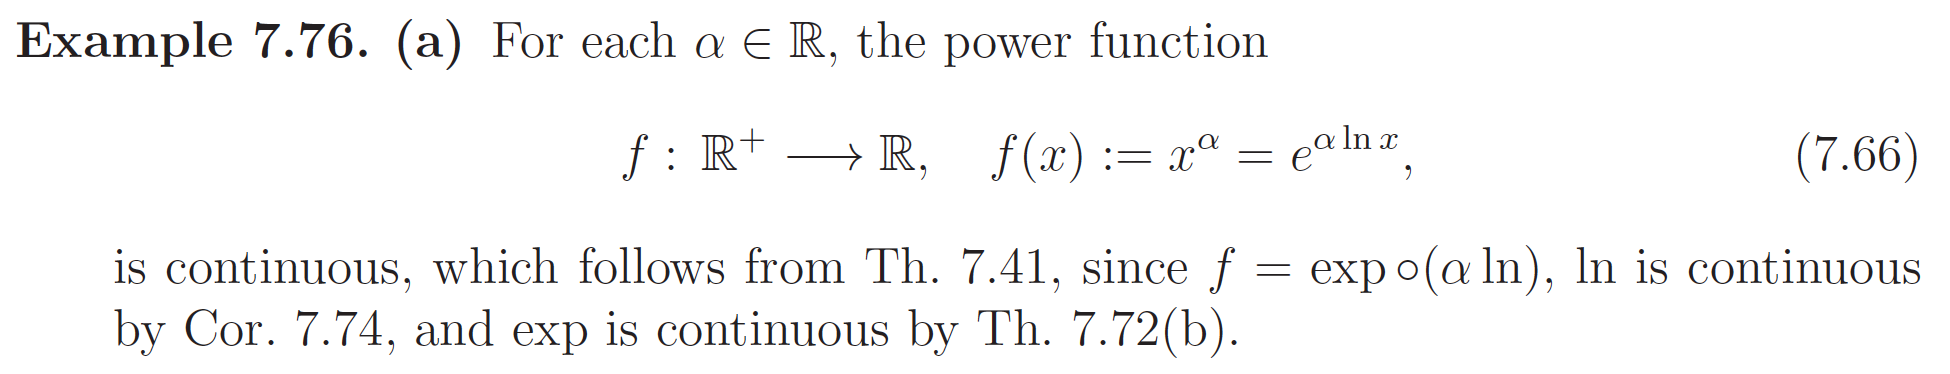 Example 7.76. (a) For each α ∈ ℝ, the power function
f : ℝ⁺ ⟶ ℝ, f(x) := x^α = e^{α ln x}, (7.66)
is continuous, which follows from Th. 7.41, since f = exp ∘(α ln), ln is continuous
by Cor. 7.74, and exp is continuous by Th. 7.72(b).